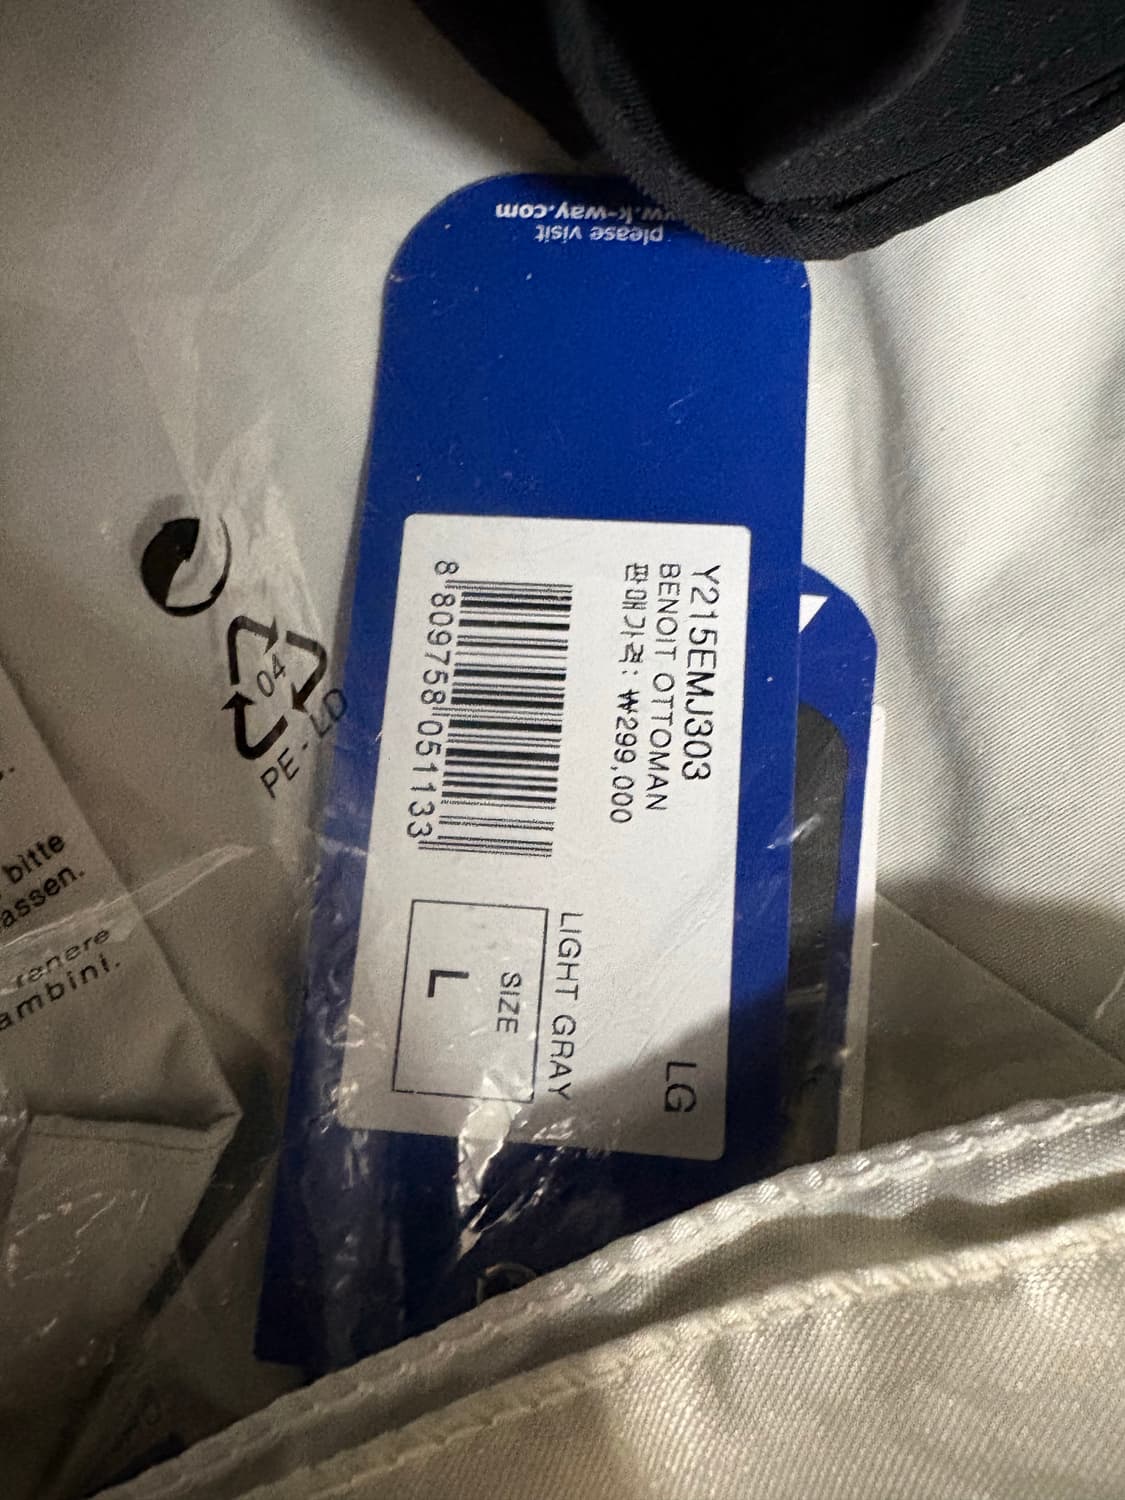 please visit
k-way.com
Y215EMJ303
LG
BENOIT OTTOMAN
판매가격: ₩299,000
8 809758 051133
LIGHT GRAY
SIZE
L
04
PE-LD
bitte
assen.
ambini.